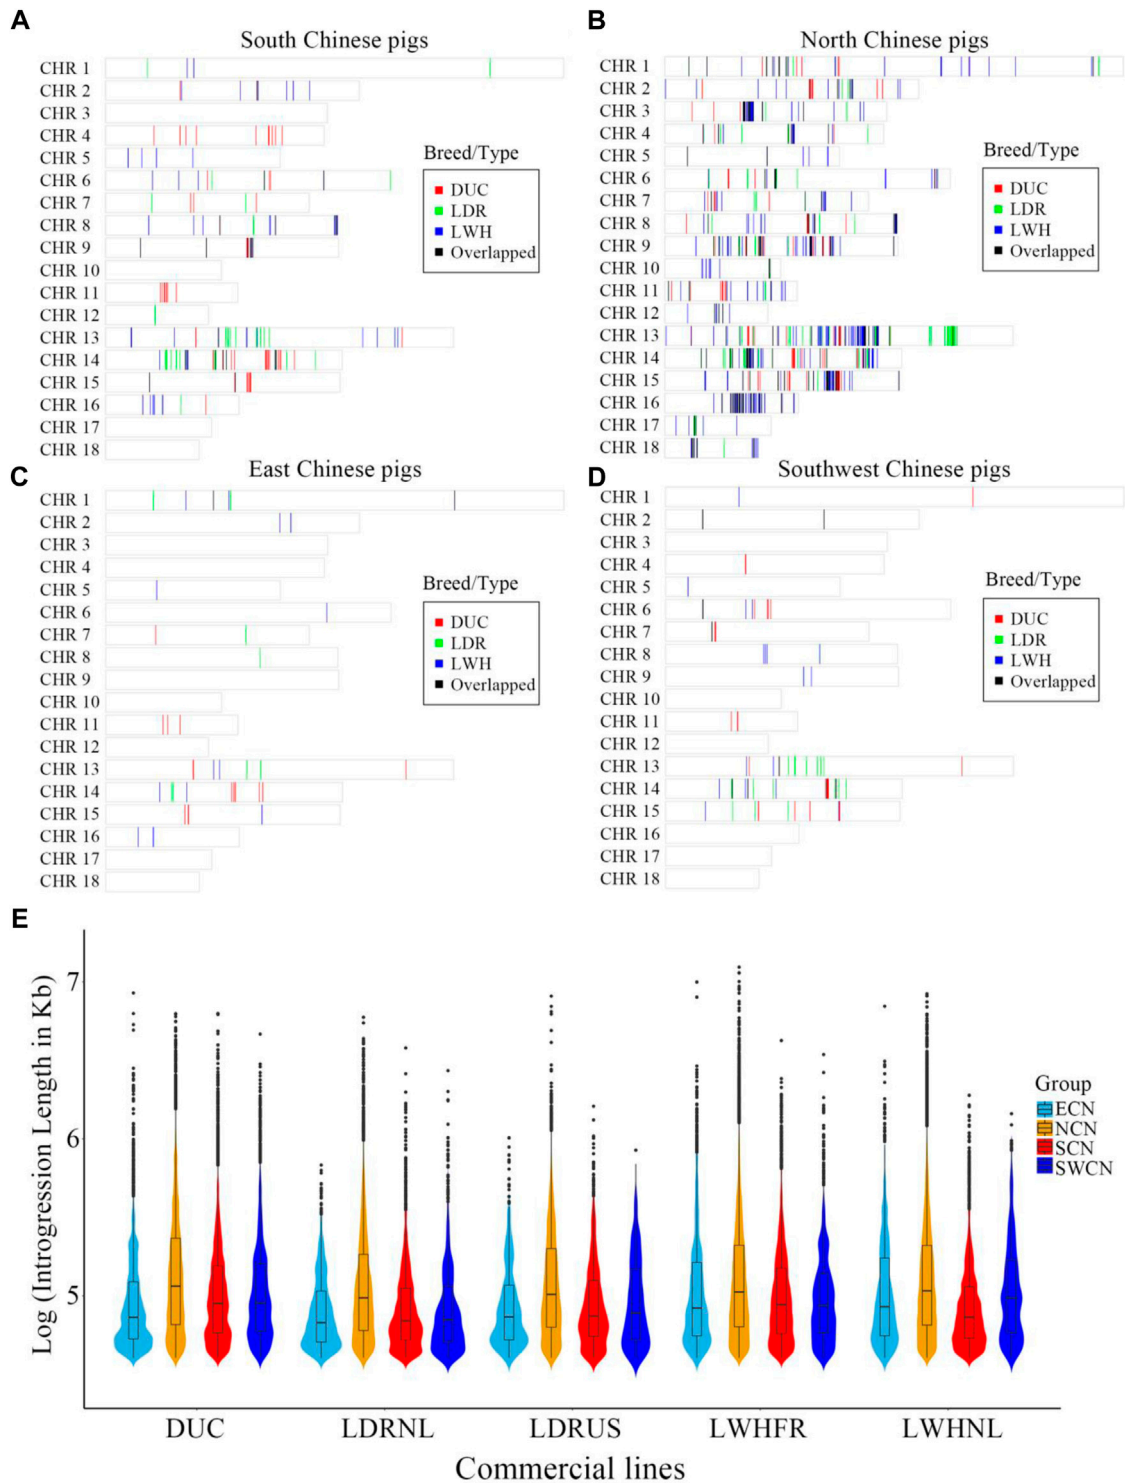 A
South Chinese pigs
CHR 1
CHR 2
CHR 3
CHR 4
CHR 5
CHR 6
CHR 7
CHR 8
CHR 9
CHR 10
CHR 11
CHR 12
CHR 13
CHR 14
CHR 15
CHR 16
CHR 17
CHR 18
Breed/Type
DUC
LDR
LWH
Overlapped
B
North Chinese pigs
CHR 1
CHR 2
CHR 3
CHR 4
CHR 5
CHR 6
CHR 7
CHR 8
CHR 9
CHR 10
CHR 11
CHR 12
CHR 13
CHR 14
CHR 15
CHR 16
CHR 17
CHR 18
Breed/Type
DUC
LDR
LWH
Overlapped
C
East Chinese pigs
CHR 1
CHR 2
CHR 3
CHR 4
CHR 5
CHR 6
CHR 7
CHR 8
CHR 9
CHR 10
CHR 11
CHR 12
CHR 13
CHR 14
CHR 15
CHR 16
CHR 17
CHR 18
Breed/Type
DUC
LDR
LWH
Overlapped
D
Southwest Chinese pigs
CHR 1
CHR 2
CHR 3
CHR 4
CHR 5
CHR 6
CHR 7
CHR 8
CHR 9
CHR 10
CHR 11
CHR 12
CHR 13
CHR 14
CHR 15
CHR 16
CHR 17
CHR 18
Breed/Type
DUC
LDR
LWH
Overlapped
E
Log (Introgression Length in Kb)
7
6
5
Group
ECN
NCN
SCN
SWCN
DUC LDRNL LDRUS LWHFR LWHNL
Commercial lines